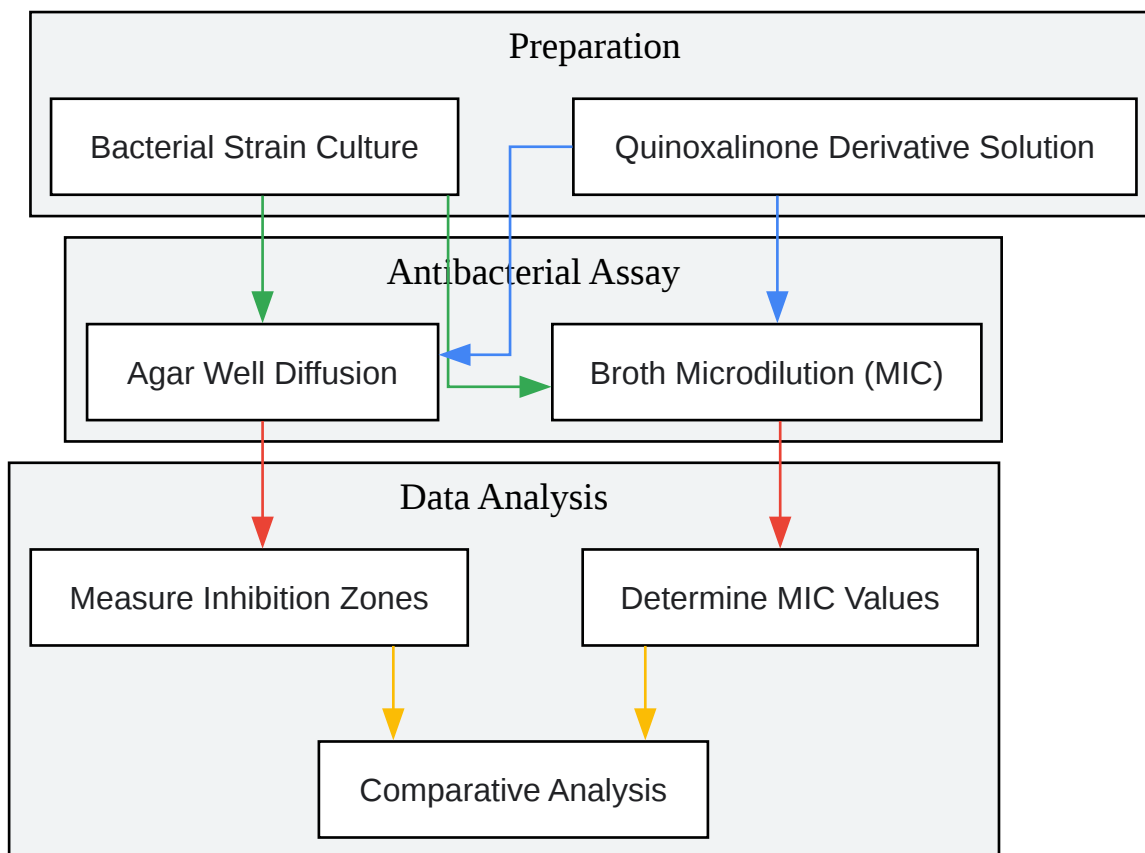 Preparation
Bacterial Strain Culture
Quinoxalinone Derivative Solution
Antibacterial Assay
Agar Well Diffusion
Broth Microdilution (MIC)
Data Analysis
Measure Inhibition Zones
Determine MIC Values
Comparative Analysis